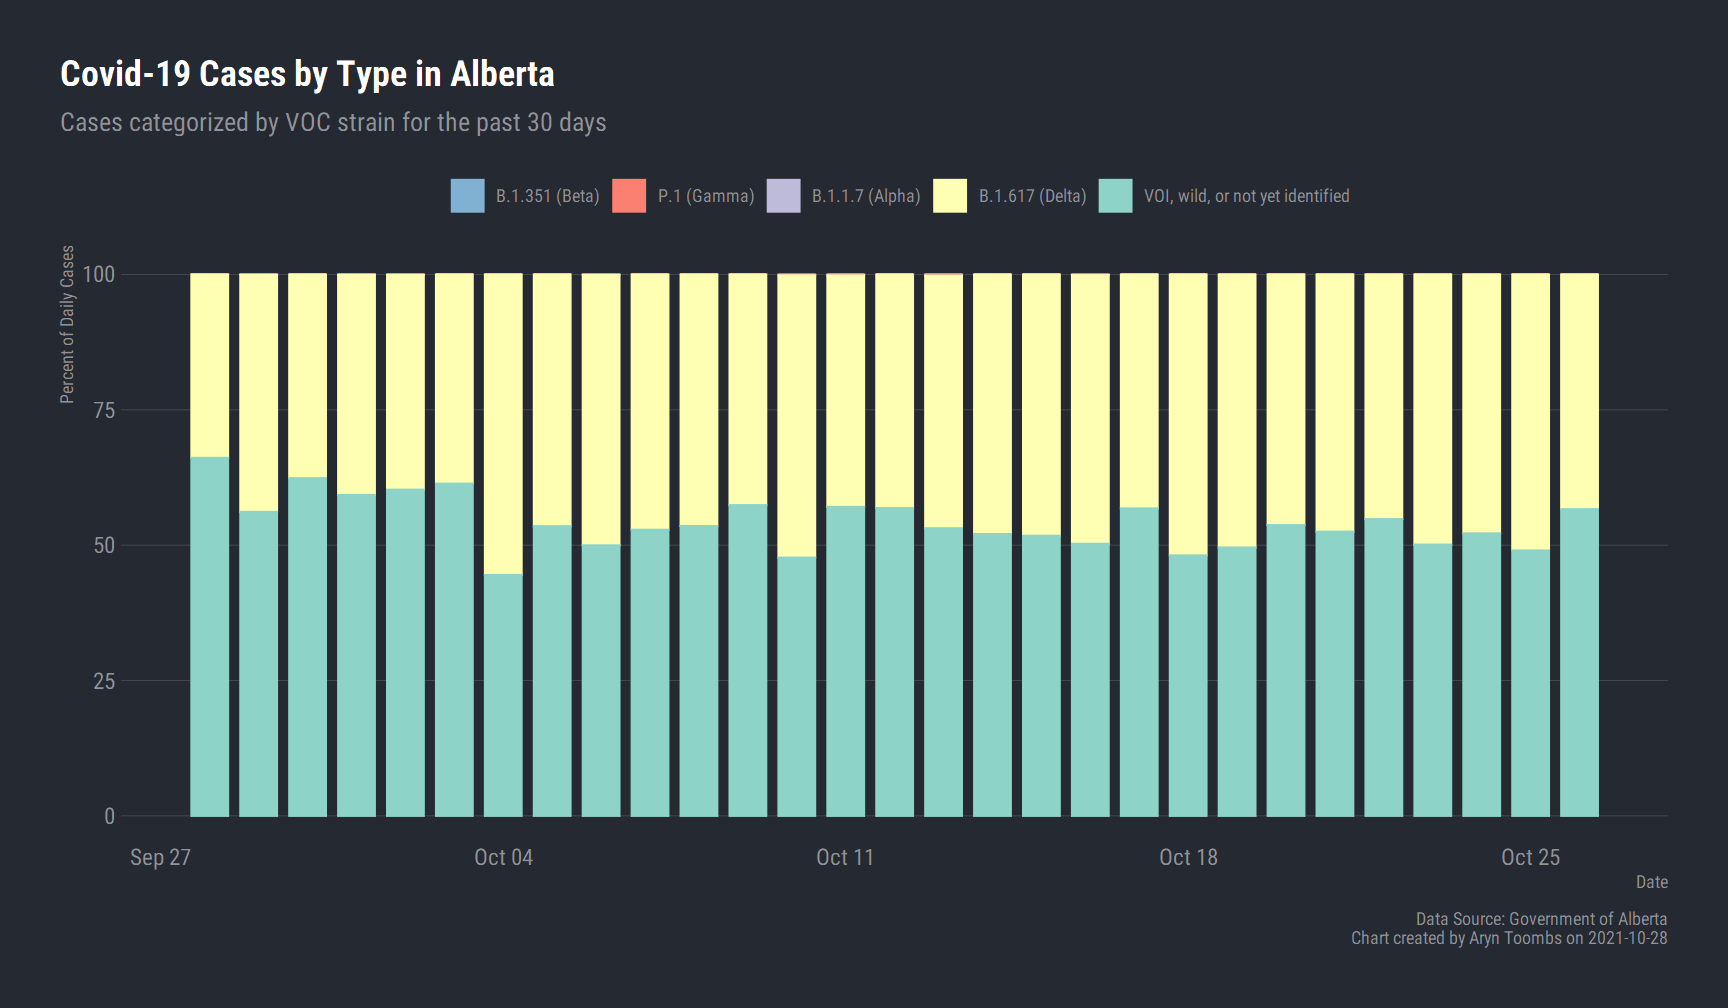 Covid-19 Cases by Type in Alberta
Cases categorized by VOC strain for the past 30 days
B.1.351 (Beta) P.1 (Gamma) B.1.1.7 (Alpha) B.1.617 (Delta) VOI, wild, or not yet identified
Percent of Daily Cases
100
75
50
25
0
Sep 27 Oct 04 Oct 11 Oct 18 Oct 25
Date
Data Source: Government of Alberta
Chart created by Aryn Toombs on 2021-10-28